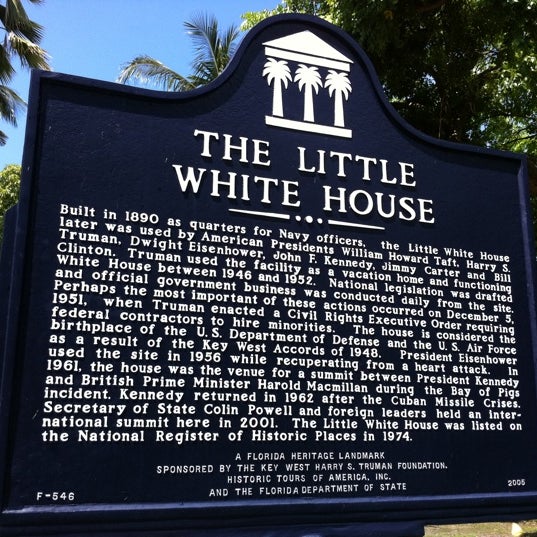 THE LITTLE
WHITE HOUSE
Built in 1890 as quarters for Navy officers, the Little White House
later was used by American Presidents William Howard Taft, Harry S.
Truman, Dwight Eisenhower, John F. Kennedy, Jimmy Carter and Bill
Clinton. Truman used the facility as a vacation home and functioning
White House between 1946 and 1952. National legislation was drafted
and official government business was conducted daily from the site.
Perhaps the most important of these actions occurred on December 5,
1951, when Truman enacted a Civil Rights Executive Order requiring
federal contractors to hire minorities. The house is considered the
birthplace of the U.S. Department of Defense and the U.S. Air Force
as a result of the Key West Accords of 1948. President Eisenhower
used the site in 1956 while recuperating from a heart attack. In
1961, the house was the venue for a summit between President Kennedy
and British Prime Minister Harold Macmillan during the Bay of Pigs
incident. Kennedy returned in 1962 after the Cuban Missile Crises.
Secretary of State Colin Powell and foreign leaders held an inter-
national summit here in 2001. The Little White House was listed on
the National Register of Historic Places in 1974.
A FLORIDA HERITAGE LANDMARK
SPONSORED BY THE KEY WEST HARRY S. TRUMAN FOUNDATION.
HISTORIC TOURS OF AMERICA, INC.
AND THE FLORIDA DEPARTMENT OF STATE
F-546 2005